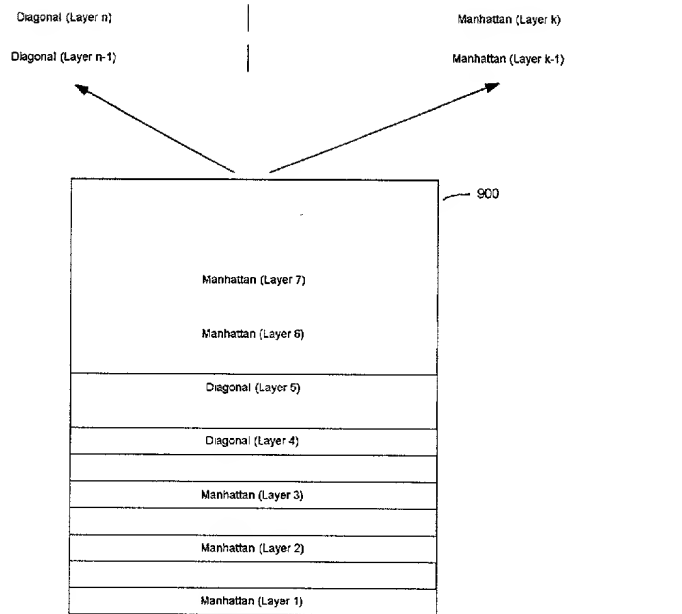 Diagonal (Layer n)
Manhattan (Layer k)
Diagonal (Layer n-1)
Manhattan (Layer k-1)
900
Manhattan (Layer 7)
Manhattan (Layer 6)
Diagonal (Layer 5)
Diagonal (Layer 4)
Manhattan (Layer 3)
Manhattan (Layer 2)
Manhattan (Layer 1)